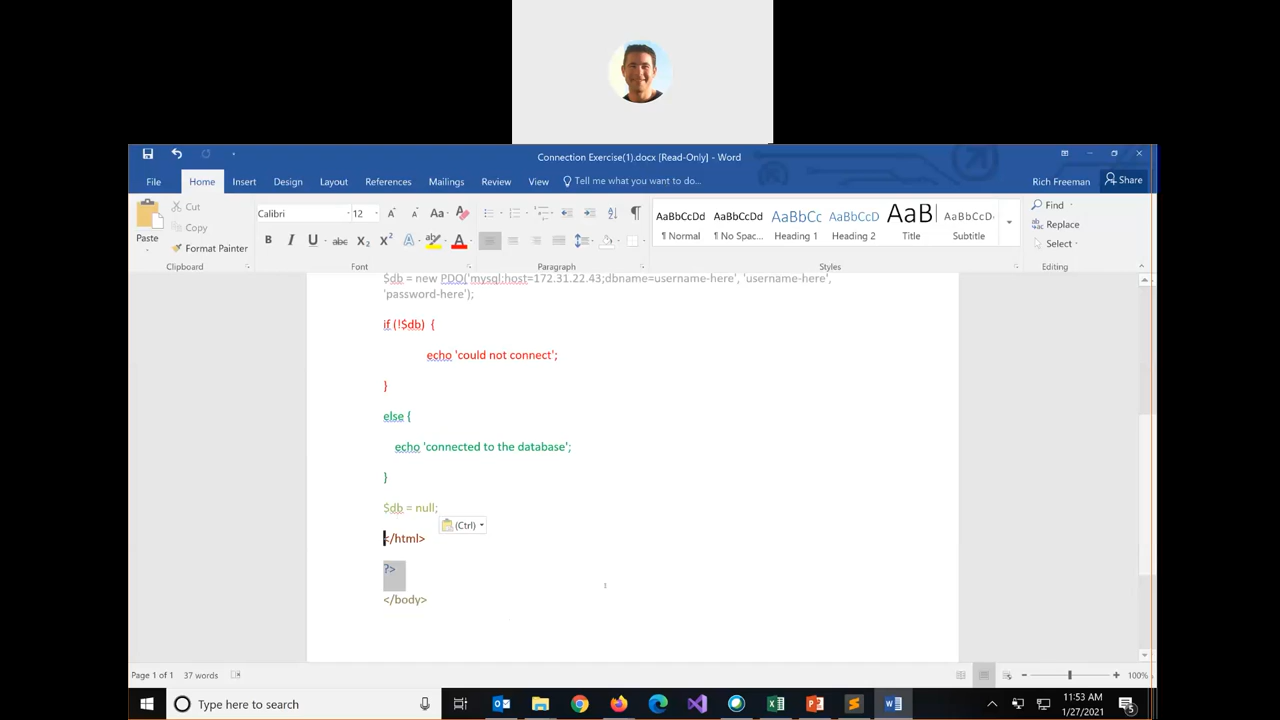 Connection Exercise(1).docx [Read-Only] - Word
File Home Insert Design Layout References Mailings Review View Tell me what you want to do... Rich Freeman Share
Paste
Cut
Copy
Format Painter
Clipboard
Calibri 12
Font
Paragraph
AaBbCcDd AaBbCcDd AaBbCc AaBbCcD AaB AaBbCcD
¶ Normal ¶ No Spac... Heading 1 Heading 2 Title Subtitle
Styles
Find
Replace
Select
Editing
$db = new PDO('mysql:host=172.31.22.43;dbname=username-here', 'username-here',
'password-here');
if (!$db) {
echo 'could not connect';
}
else {
echo 'connected to the database';
}
$db = null;
(Ctrl)
</html>
?>
</body>
Page 1 of 1 37 words 100%
Type here to search
11:53 AM
1/27/2021